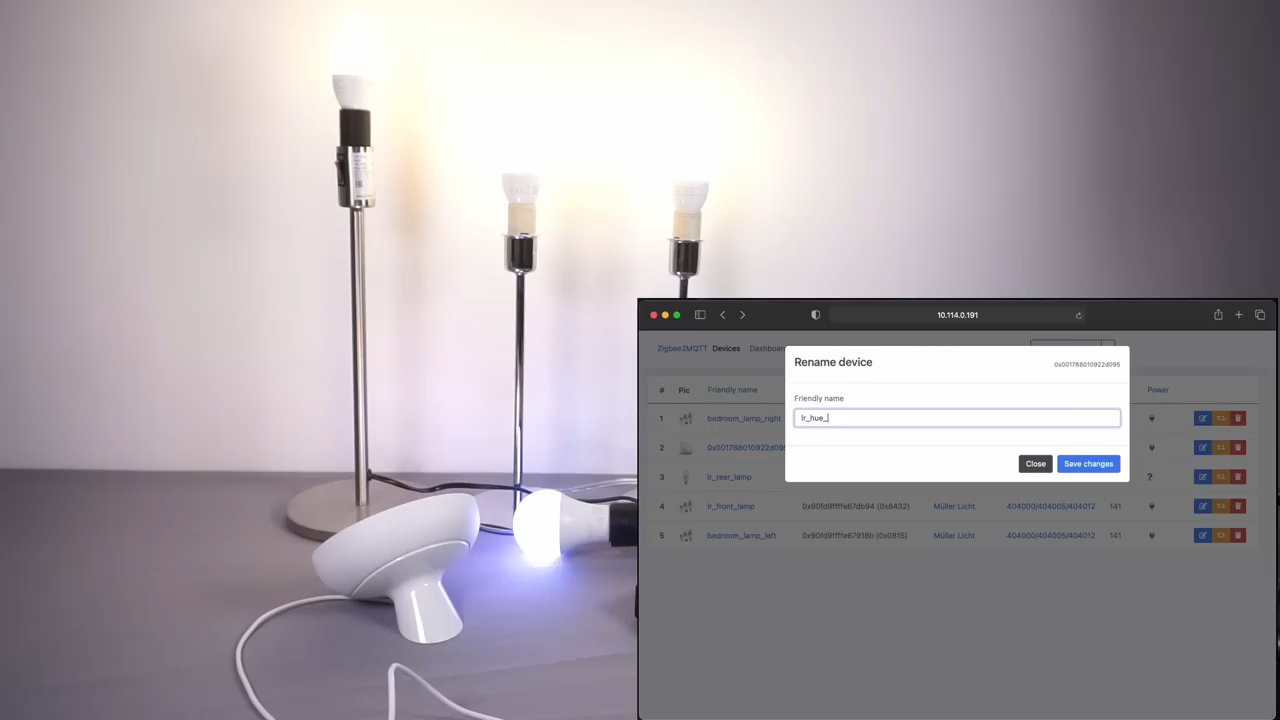 10.114.0.191
Zigbee2MQTT Devices Dashboar
Rename device 0x001788010922d095
Friendly name
lr_hue_
Close Save changes
# Pic Friendly name Power
1 bedroom_lamp_right
2 0x001788010922d095
3 lr_rear_lamp ?
4 lr_front_lamp 0x90fd9ffffe67db94 (0x8432) Müller Licht 404000/404005/404012 141
5 bedroom_lamp_left 0x90fd9ffffe67918b (0x0815) Müller Licht 404000/404005/404012 141